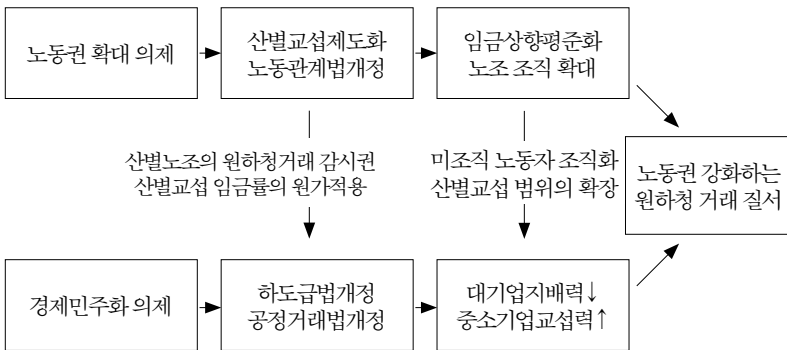 노동권 확대 의제
산별교섭제도화
노동관계법개정
임금상향평준화
노조 조직 확대
산별노조의 원하청거래 감시권
산별교섭 임금률의 원가적용
미조직 노동자 조직화
산별교섭 범위의 확장
노동권 강화하는
원하청 거래 질서
경제민주화 의제
하도급법개정
공정거래법개정
대기업지배력↓
중소기업교섭력↑